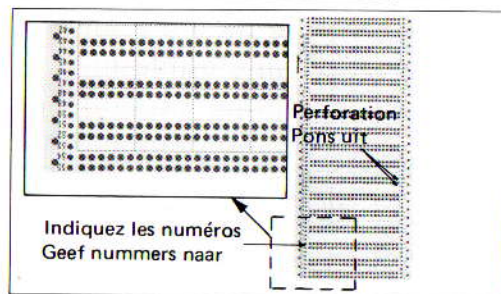 Perforation
Pons uit
Indiquez les numéros
Geef nummers naar